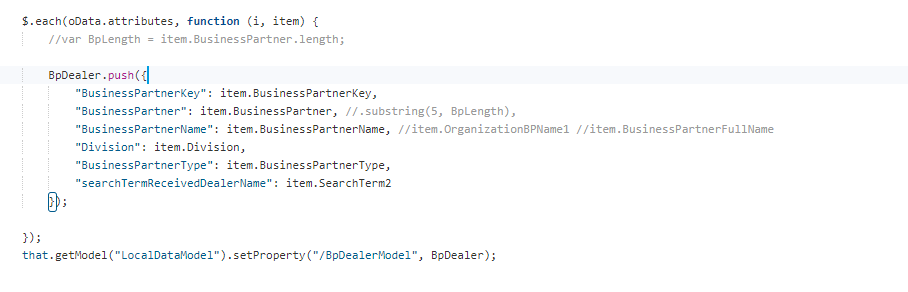 $.each(oData.attributes, function (i, item) {
//var BpLength = item.BusinessPartner.length;
BpDealer.push({
"BusinessPartnerKey": item.BusinessPartnerKey,
"BusinessPartner": item.BusinessPartner, //.substring(5, BpLength),
"BusinessPartnerName": item.BusinessPartnerName, //item.OrganizationBPName1 //item.BusinessPartnerFullName
"Division": item.Division,
"BusinessPartnerType": item.BusinessPartnerType,
"searchTermReceivedDealerName": item.SearchTerm2
});
});
that.getModel("LocalDataModel").setProperty("/BpDealerModel", BpDealer);